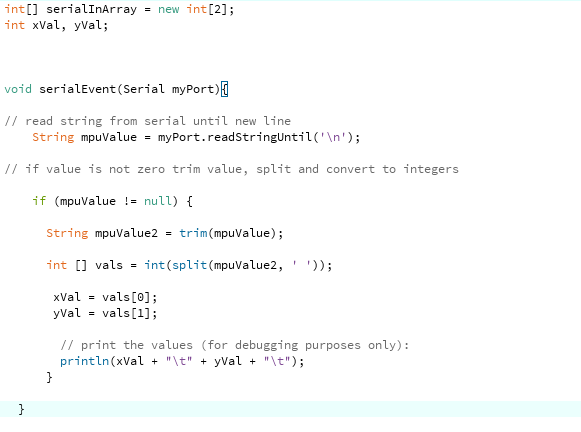 int[] serialInArray = new int[2];
int xVal, yVal;
void serialEvent(Serial myPort){
// read string from serial until new line
String mpuValue = myPort.readStringUntil('\n');
// if value is not zero trim value, split and convert to integers
if (mpuValue != null) {
String mpuValue2 = trim(mpuValue);
int [] vals = int(split(mpuValue2, ' '));
xVal = vals[0];
yVal = vals[1];
// print the values (for debugging purposes only):
println(xVal + "\t" + yVal + "\t");
}
}